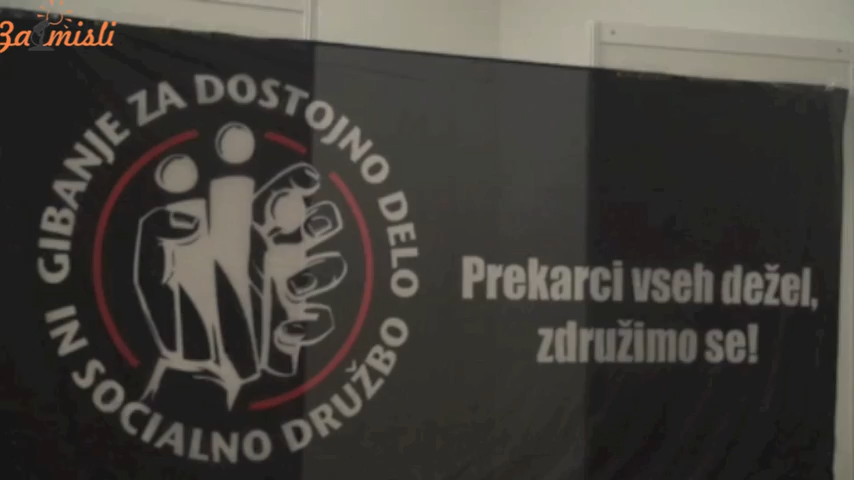 Za misli
GIBANJE ZA DOSTOJNO DELO
IN SOCIALNO DRUŽBO
Prekarci vseh dežel,
združimo se!